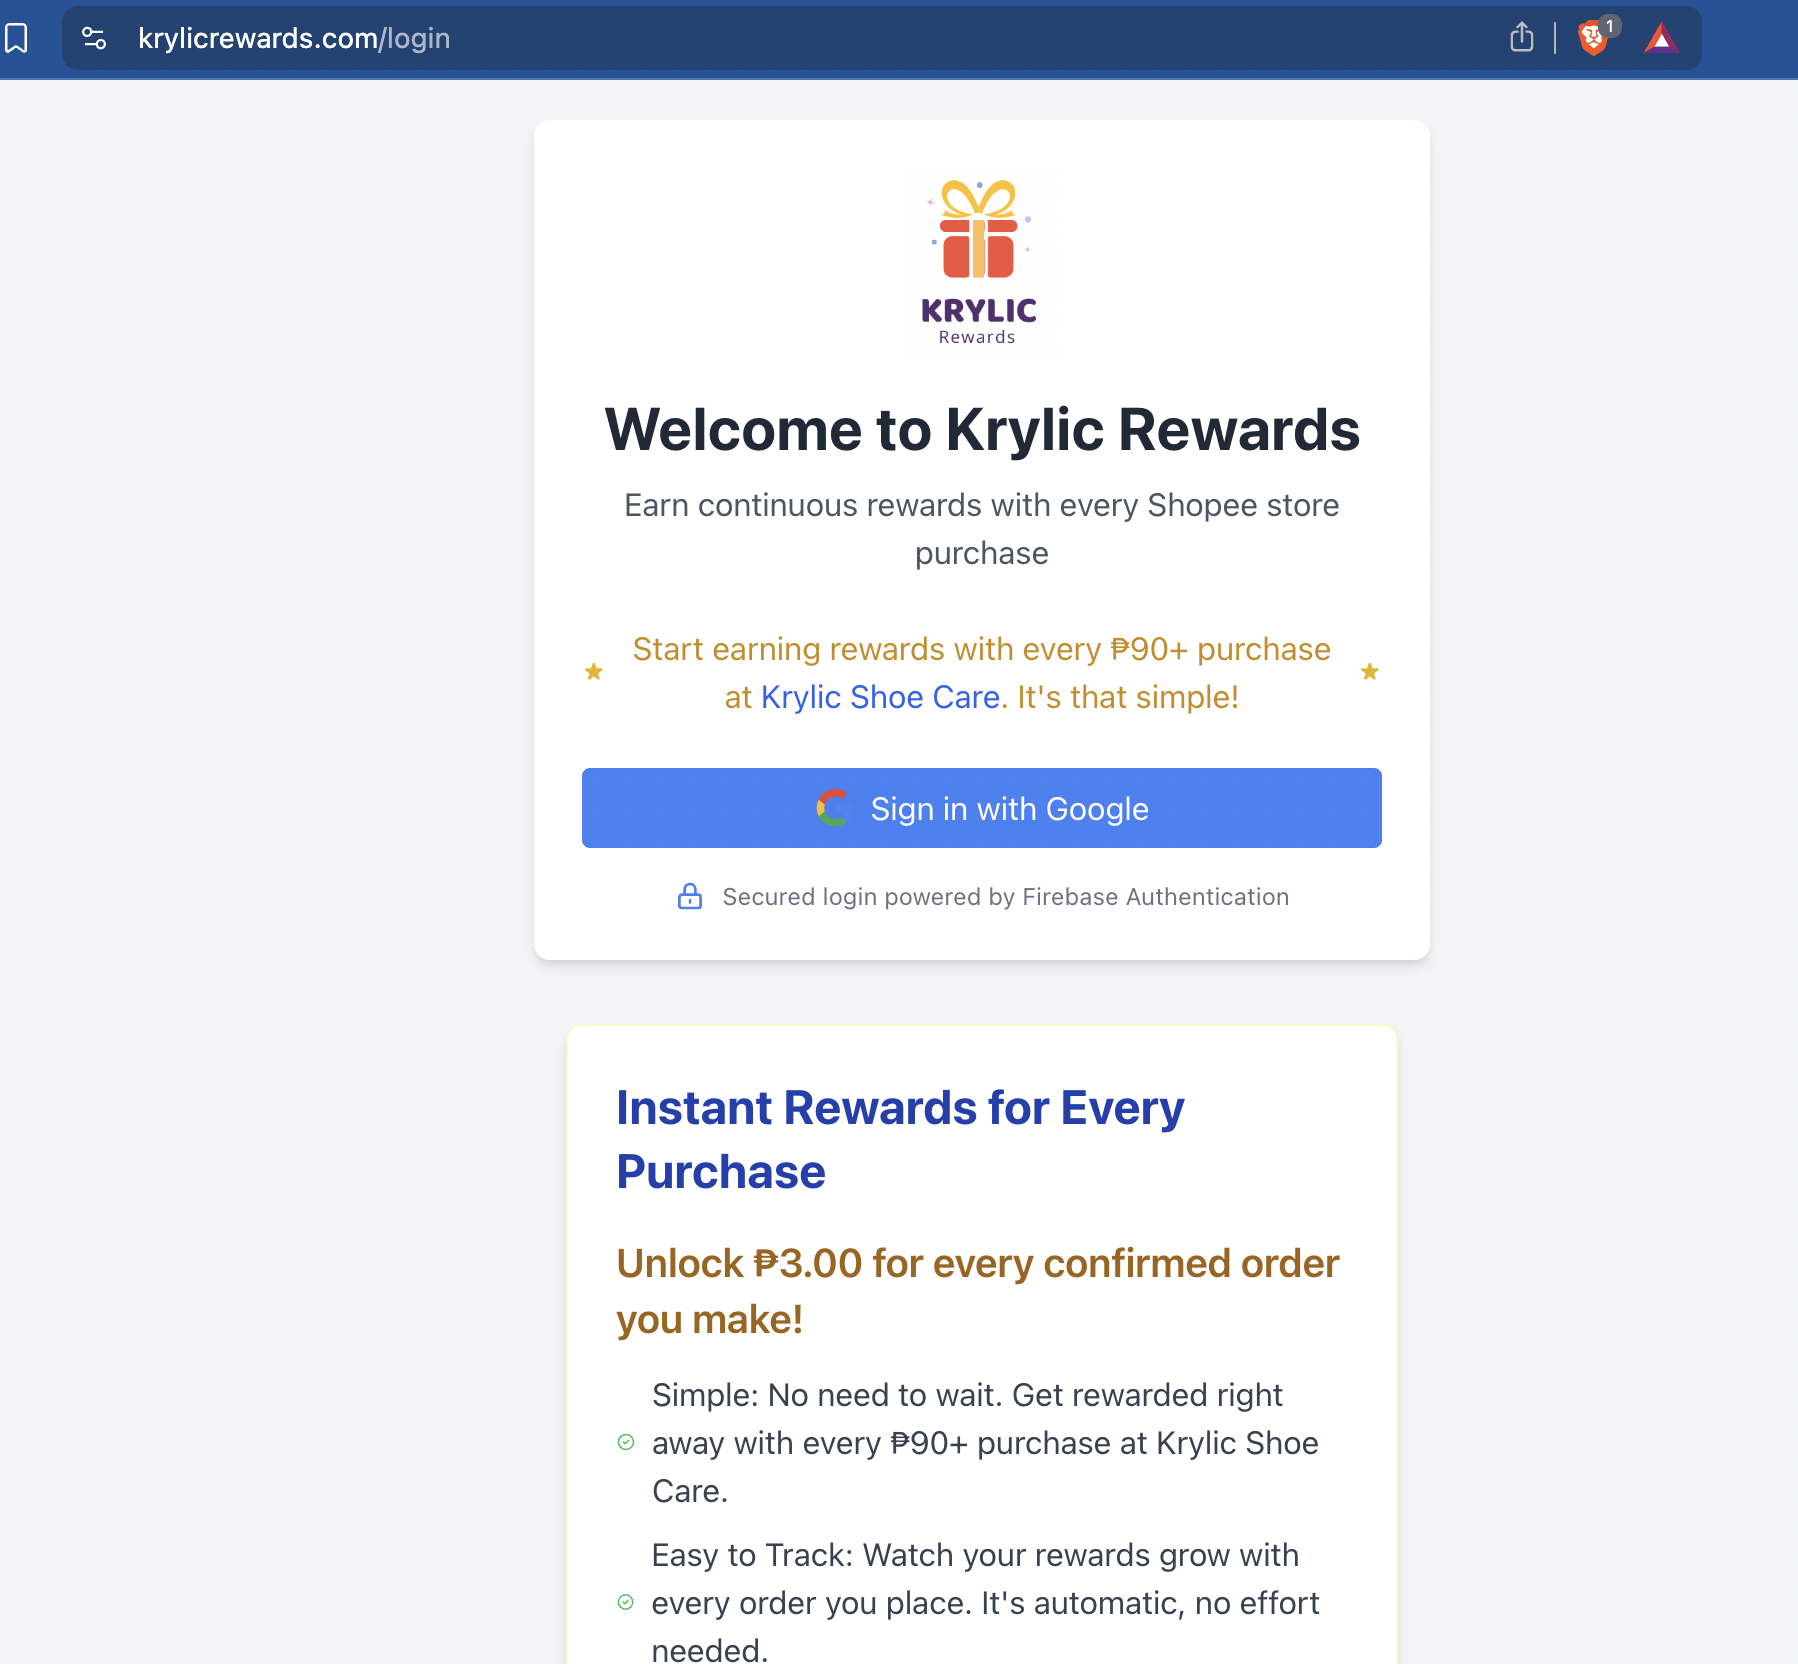 krylicrewards.com/login
1
KRYLIC
Rewards
Welcome to Krylic Rewards
Earn continuous rewards with every Shopee store
purchase
Start earning rewards with every ₱90+ purchase
at Krylic Shoe Care. It's that simple!
Sign in with Google
Secured login powered by Firebase Authentication
Instant Rewards for Every
Purchase
Unlock ₱3.00 for every confirmed order
you make!
Simple: No need to wait. Get rewarded right
away with every ₱90+ purchase at Krylic Shoe
Care.
Easy to Track: Watch your rewards grow with
every order you place. It's automatic, no effort
needed.